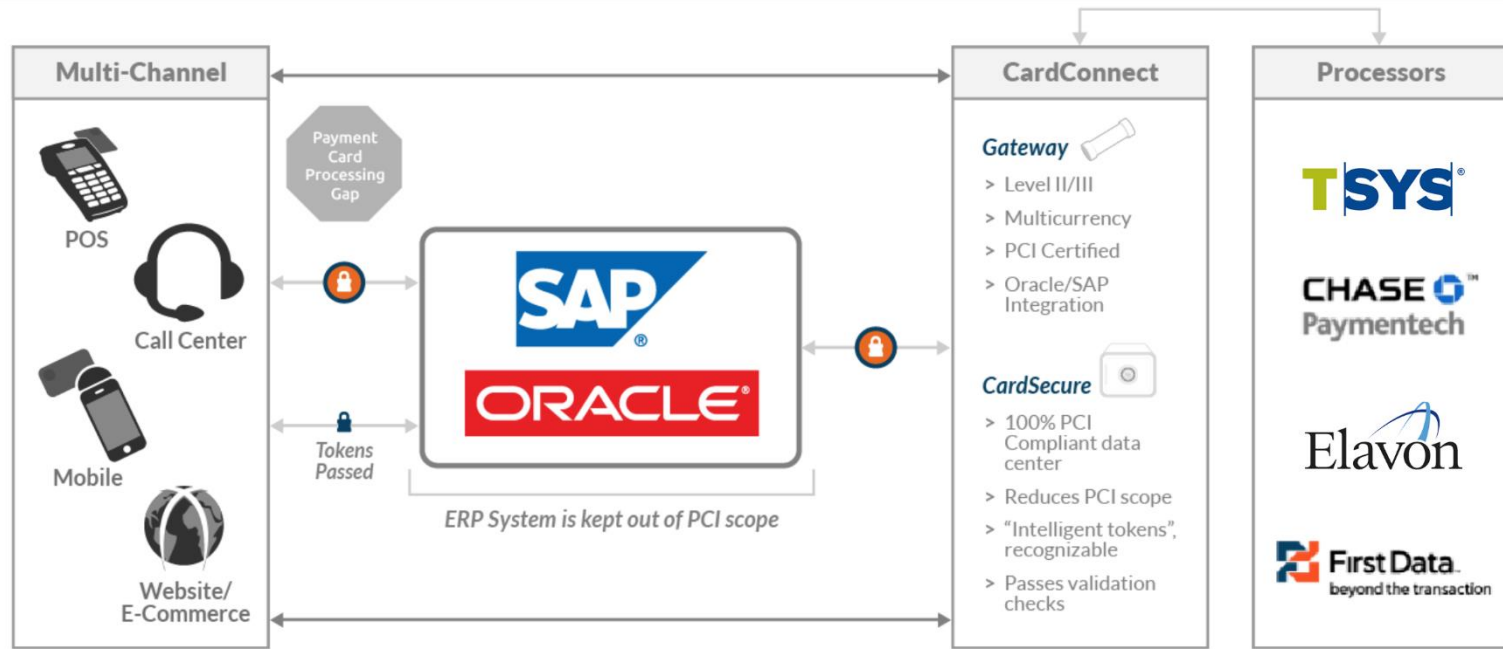 Multi-Channel
POS
Call Center
Mobile
Website/
E-Commerce
Payment
Card
Processing
Gap
Tokens
Passed
SAP
®
ORACLE®
ERP System is kept out of PCI scope
CardConnect
Gateway
> Level II/III
> Multicurrency
> PCI Certified
> Oracle/SAP
Integration
CardSecure
> 100% PCI
Compliant data
center
> Reduces PCI scope
> “Intelligent tokens”,
recognizable
> Passes validation
checks
Processors
TSYS®
CHASE ™
Paymentech
Elavon
First Data™
beyond the transaction